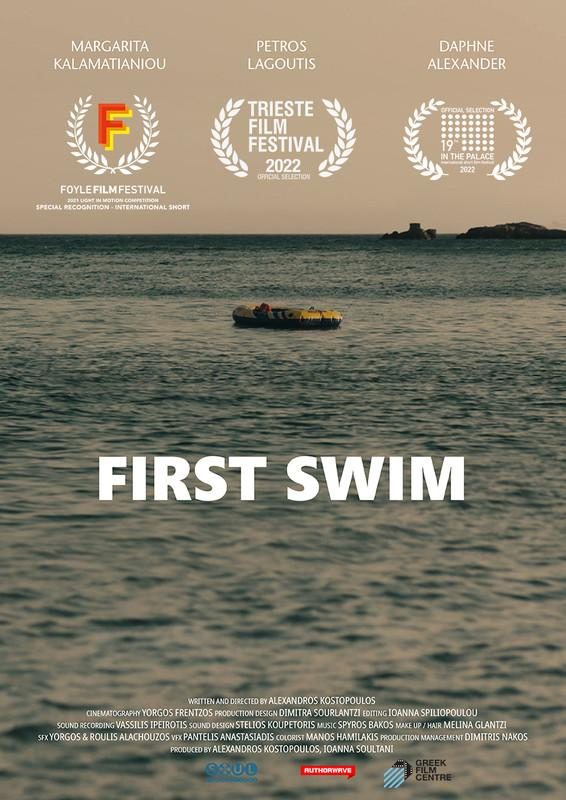 MARGARITA
KALAMATIANIOU
PETROS
LAGOUTIS
DAPHNE
ALEXANDER
F
FOYLEFILMFESTIVAL
2021 LIGHT IN MOTION COMPETITION
SPECIAL RECOGNITION - INTERNATIONAL SHORT
TRIESTE
FILM
FESTIVAL
2022
OFFICIAL SELECTION
OFFICIAL SELECTION
19TH
IN THE PALACE
international short film festival
2022
FIRST SWIM
WRITTEN AND DIRECTED BY ALEXANDROS KOSTOPOULOS
CINEMATOGRAPHY YORGOS FRENTZOS PRODUCTION DESIGN DIMITRA SOURLANTZI EDITING IOANNA SPILIOPOULOU
SOUND RECORDING VASSILIS IPEIROTIS SOUND DESIGN STELIOS KOUPETORIS MUSIC SPYROS BAKOS MAKE UP / HAIR MELINA GLANTZI
SFX YORGOS & ROULIS ALACHOUZOS VFX PANTELIS ANASTASIADIS COLORIST MANOS HAMILAKIS PRODUCTION MANAGEMENT DIMITRIS NAKOS
PRODUCED BY ALEXANDROS KOSTOPOULOS, IOANNA SOULTANI
AUTHORWAVE
GREEK
FILM
CENTRE